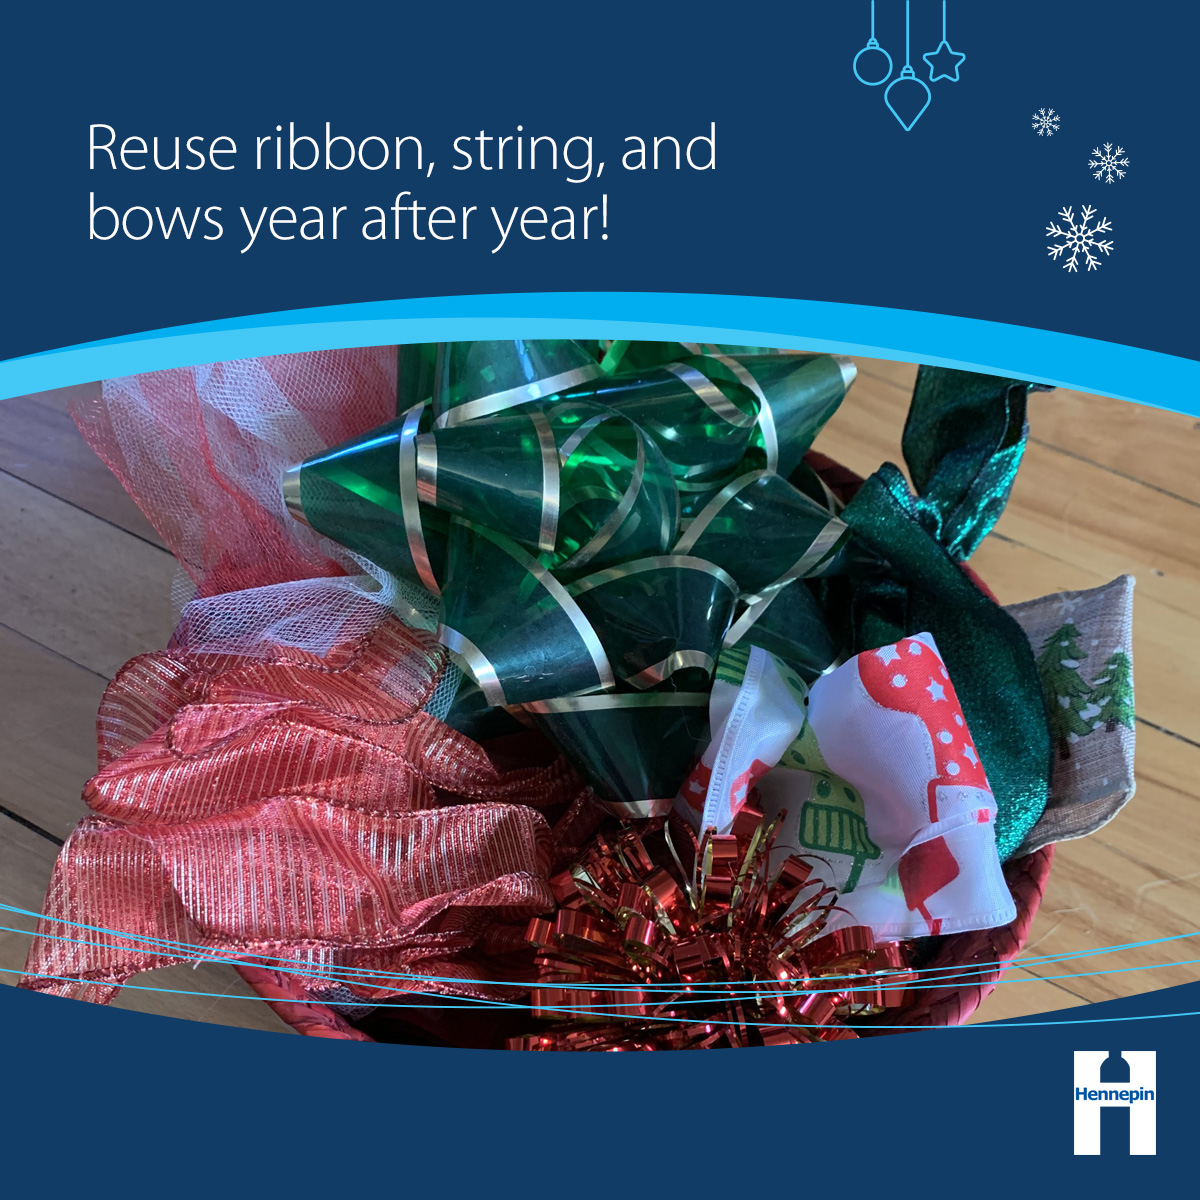 Reuse ribbon, string, and
bows year after year!
Hennepin